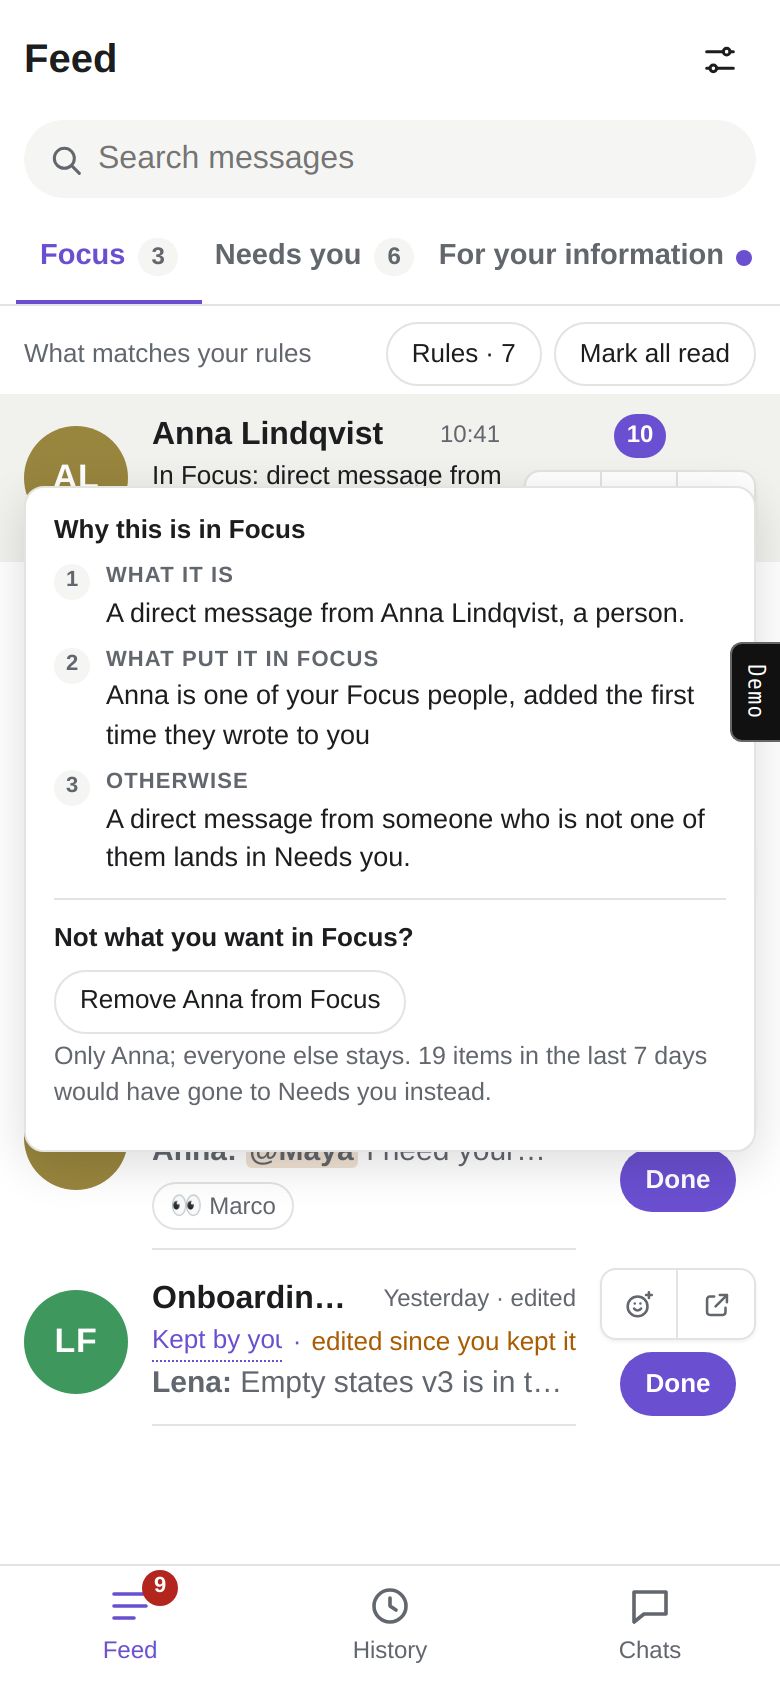 Feed
Search messages
Focus 3 Needs you 6 For your information
What matches your rules Rules · 7 Mark all read
Anna Lindqvist 10:41 10
AL In Focus: direct message from
Why this is in Focus
1 WHAT IT IS
A direct message from Anna Lindqvist, a person.
2 WHAT PUT IT IN FOCUS
Anna is one of your Focus people, added the first
time they wrote to you
3 OTHERWISE
A direct message from someone who is not one of
them lands in Needs you.
Not what you want in Focus?
Remove Anna from Focus
Only Anna; everyone else stays. 19 items in the last 7 days
would have gone to Needs you instead.
Demo
Anna: @Maya I need your…
Done
👀 Marco
Onboardin… Yesterday · edited
LF
Kept by you · edited since you kept it
Lena: Empty states v3 is in t…
Done
9
Feed History Chats